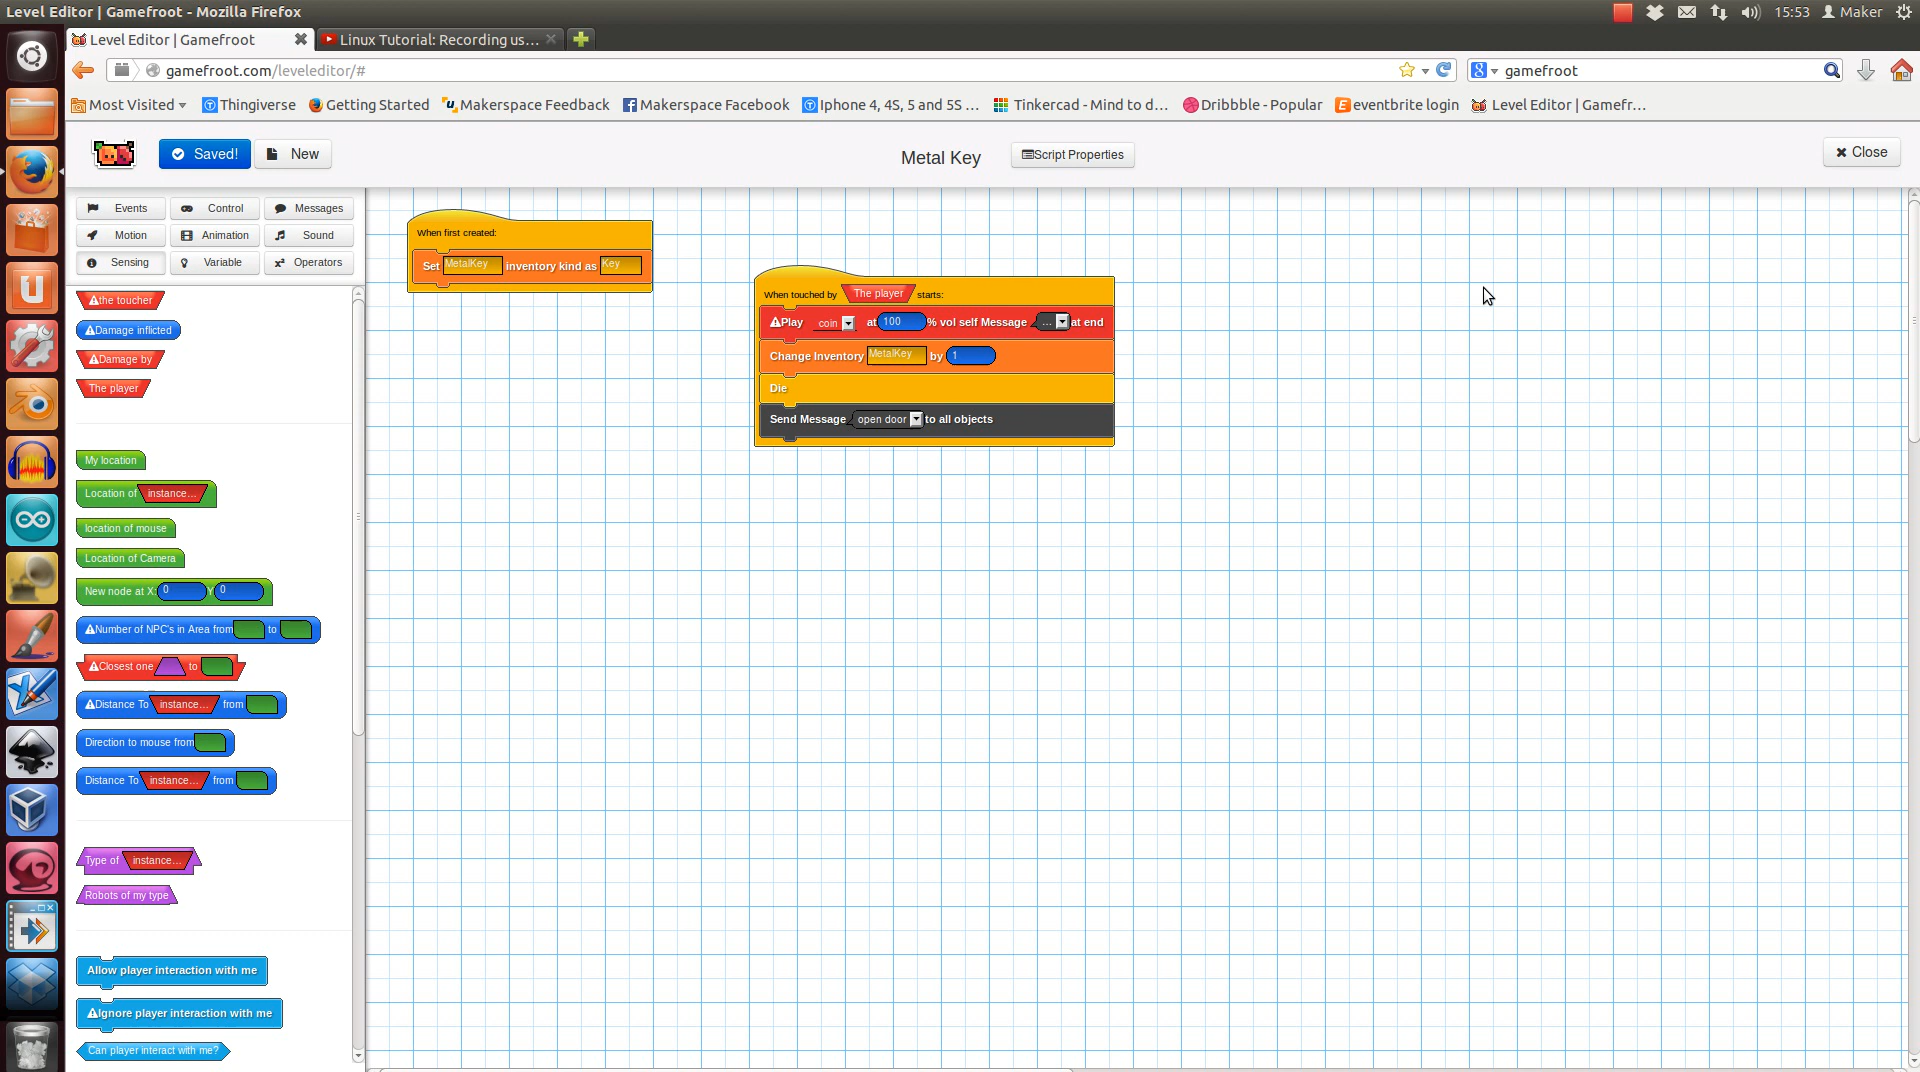 Level Editor | Gamefroot - Mozilla Firefox
15:53 Maker
Level Editor | Gamefroot
Linux Tutorial: Recording us...
gamefroot.com/leveleditor/#
gamefroot
Most Visited
Thingiverse
Getting Started
Makerspace Feedback
Makerspace Facebook
Iphone 4, 4S, 5 and 5S ...
Tinkercad - Mind to d...
Dribbble - Popular
eventbrite login
Level Editor | Gamefr...
Saved!
New
Metal Key
Script Properties
Close
Events
Control
Messages
Motion
Animation
Sound
Sensing
Variable
Operators
the toucher
Damage inflicted
Damage by
The player
My location
Location of instance...
location of mouse
Location of Camera
New node at X: 0 Y 0
Number of NPC's in Area from to
Closest one to
Distance To instance... from
Direction to mouse from
Distance To instance... from
Type of instance...
Robots of my type
Allow player interaction with me
Ignore player interaction with me
Can player interact with me?
When first created:
Set MetalKey inventory kind as Key
When touched by The player starts:
Play coin at 100 % vol self Message ... at end
Change Inventory MetalKey by 1
Die
Send Message open door to all objects